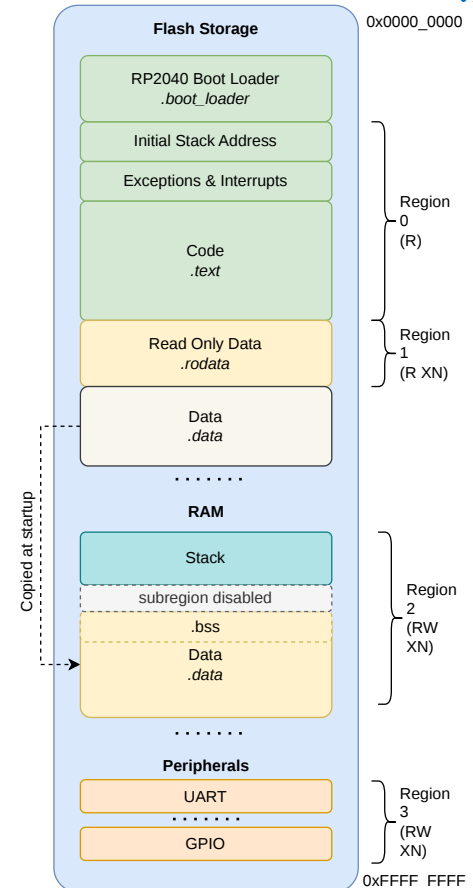 Flash Storage
0x0000_0000
RP2040 Boot Loader
.boot_loader
Initial Stack Address
Exceptions & Interrupts
Code
.text
Region
0
(R)
Read Only Data
.rodata
Region
1
(R XN)
Data
.data
Copied at startup
.......
RAM
Stack
subregion disabled
.bss
Data
.data
Region
2
(RW
XN)
.......
Peripherals
UART
.......
GPIO
Region
3
(RW
XN)
0xFFFF_FFFF